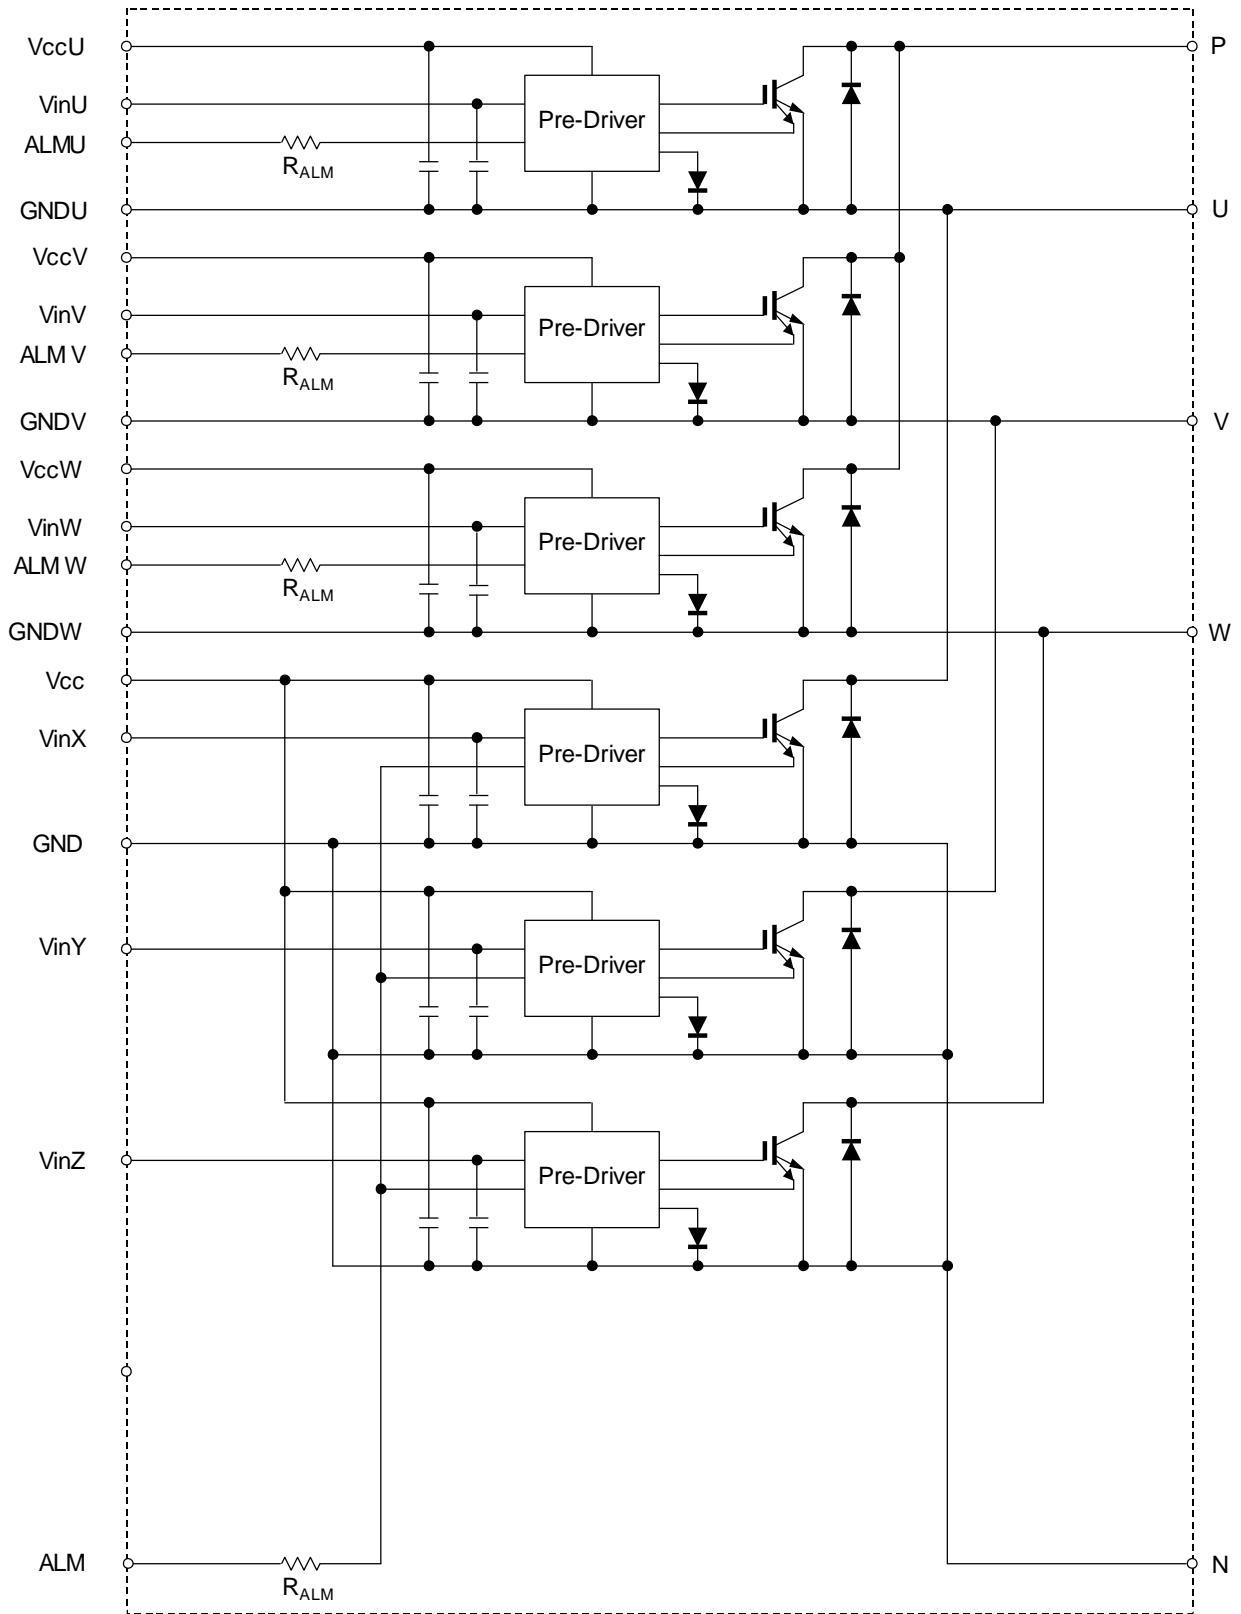 VccU
P
VinU
Pre-Driver
ALMU
RALM
GNDU
U
VccV
VinV
Pre-Driver
ALM V
RALM
GNDV
V
VccW
VinW
Pre-Driver
ALM W
RALM
GNDW
W
Vcc
VinX
Pre-Driver
GND
VinY
Pre-Driver
VinZ
Pre-Driver
ALM
RALM
N